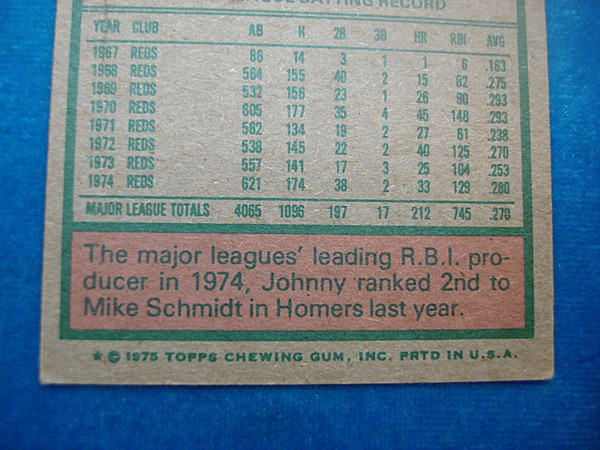 LEAGUE BATTING RECORD
YEAR CLUB AB H 2B 3B HR RBI AVG
1967 REDS 86 14 3 1 1 6 .163
1968 REDS 564 155 40 2 15 82 .275
1969 REDS 532 156 23 1 26 90 .293
1970 REDS 605 177 35 4 45 148 .293
1971 REDS 562 134 19 2 27 61 .238
1972 REDS 538 145 22 2 40 125 .270
1973 REDS 557 141 17 3 25 104 .253
1974 REDS 621 174 38 2 33 129 .280
MAJOR LEAGUE TOTALS 4065 1096 197 17 212 745 .270
The major leagues' leading R.B.I. pro-
ducer in 1974, Johnny ranked 2nd to
Mike Schmidt in Homers last year.
★ © 1975 TOPPS CHEWING GUM, INC. PRTD IN U.S.A.